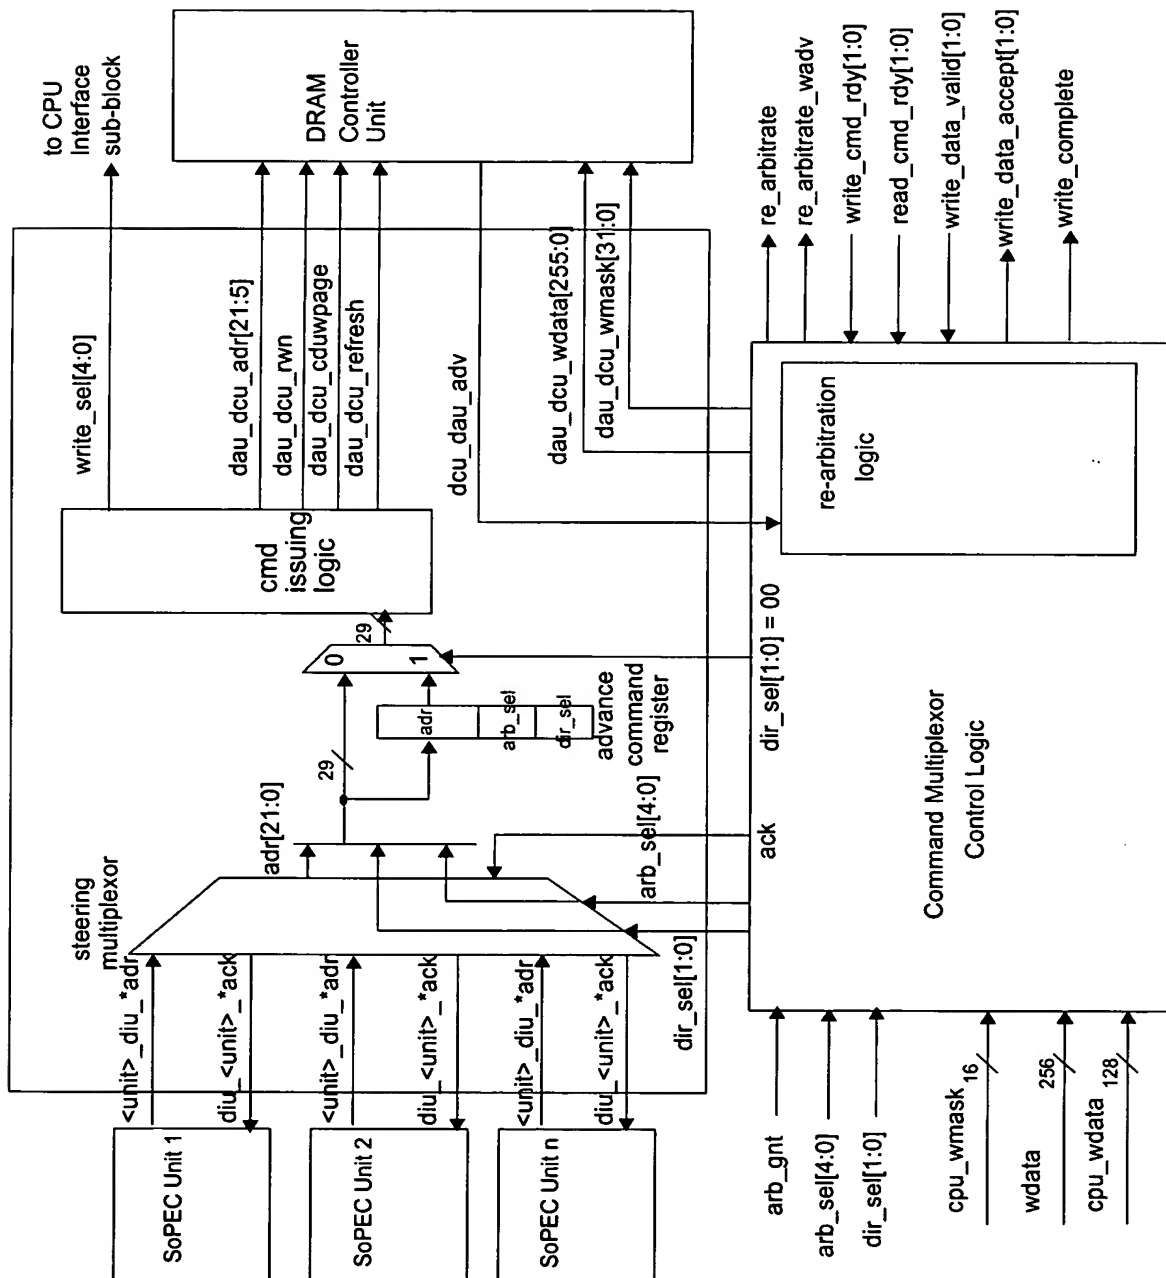 to CPU
Interface
sub-block
write_sel[4:0]
DRAM
Controller
Unit
dau_dcu_adr[21:5]
dau_dcu_rwn
dau_dcu_cduwpage
dau_dcu_refresh
dcu_dau_adv
dau_dcu_wdata[255:0]
dau_dcu_wmask[31:0]
cmd
issuing
logic
29
0
1
adr
arb_sel
dir_sel
advance
command
register
29
adr[21:0]
steering
multiplexor
<unit>_diu_*adr
diu_<unit>_*ack
<unit>_diu_*adr
diu_<unit>_*ack
<unit>_diu_*adr
diu_<unit>_*ack
SoPEC Unit 1
SoPEC Unit 2
SoPEC Unit n
dir_sel[1:0]
arb_sel[4:0]
ack
dir_sel[1:0] = 00
re-arbitration
logic
Command Multiplexor
Control Logic
re_arbitrate
re_arbitrate_wadv
write_cmd_rdy[1:0]
read_cmd_rdy[1:0]
write_data_valid[1:0]
write_data_accept[1:0]
write_complete
arb_gnt
arb_sel[4:0]
dir_sel[1:0]
cpu_wmask
16
wdata
256
cpu_wdata
128